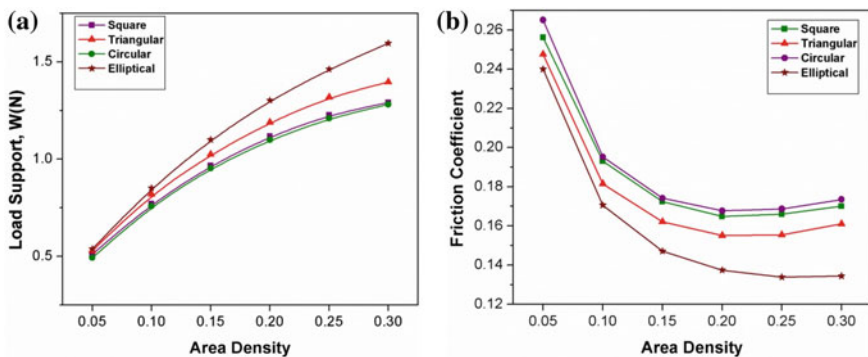 (a)
Square
Triangular
Circular
Elliptical
1.5
1.0
0.5
Load Support, W(N)
0.05 0.10 0.15 0.20 0.25 0.30
Area Density
(b)
Square
Triangular
Circular
Elliptical
0.26
0.24
0.22
0.20
0.18
0.16
0.14
0.12
Friction Coefficient
0.05 0.10 0.15 0.20 0.25 0.30
Area Density